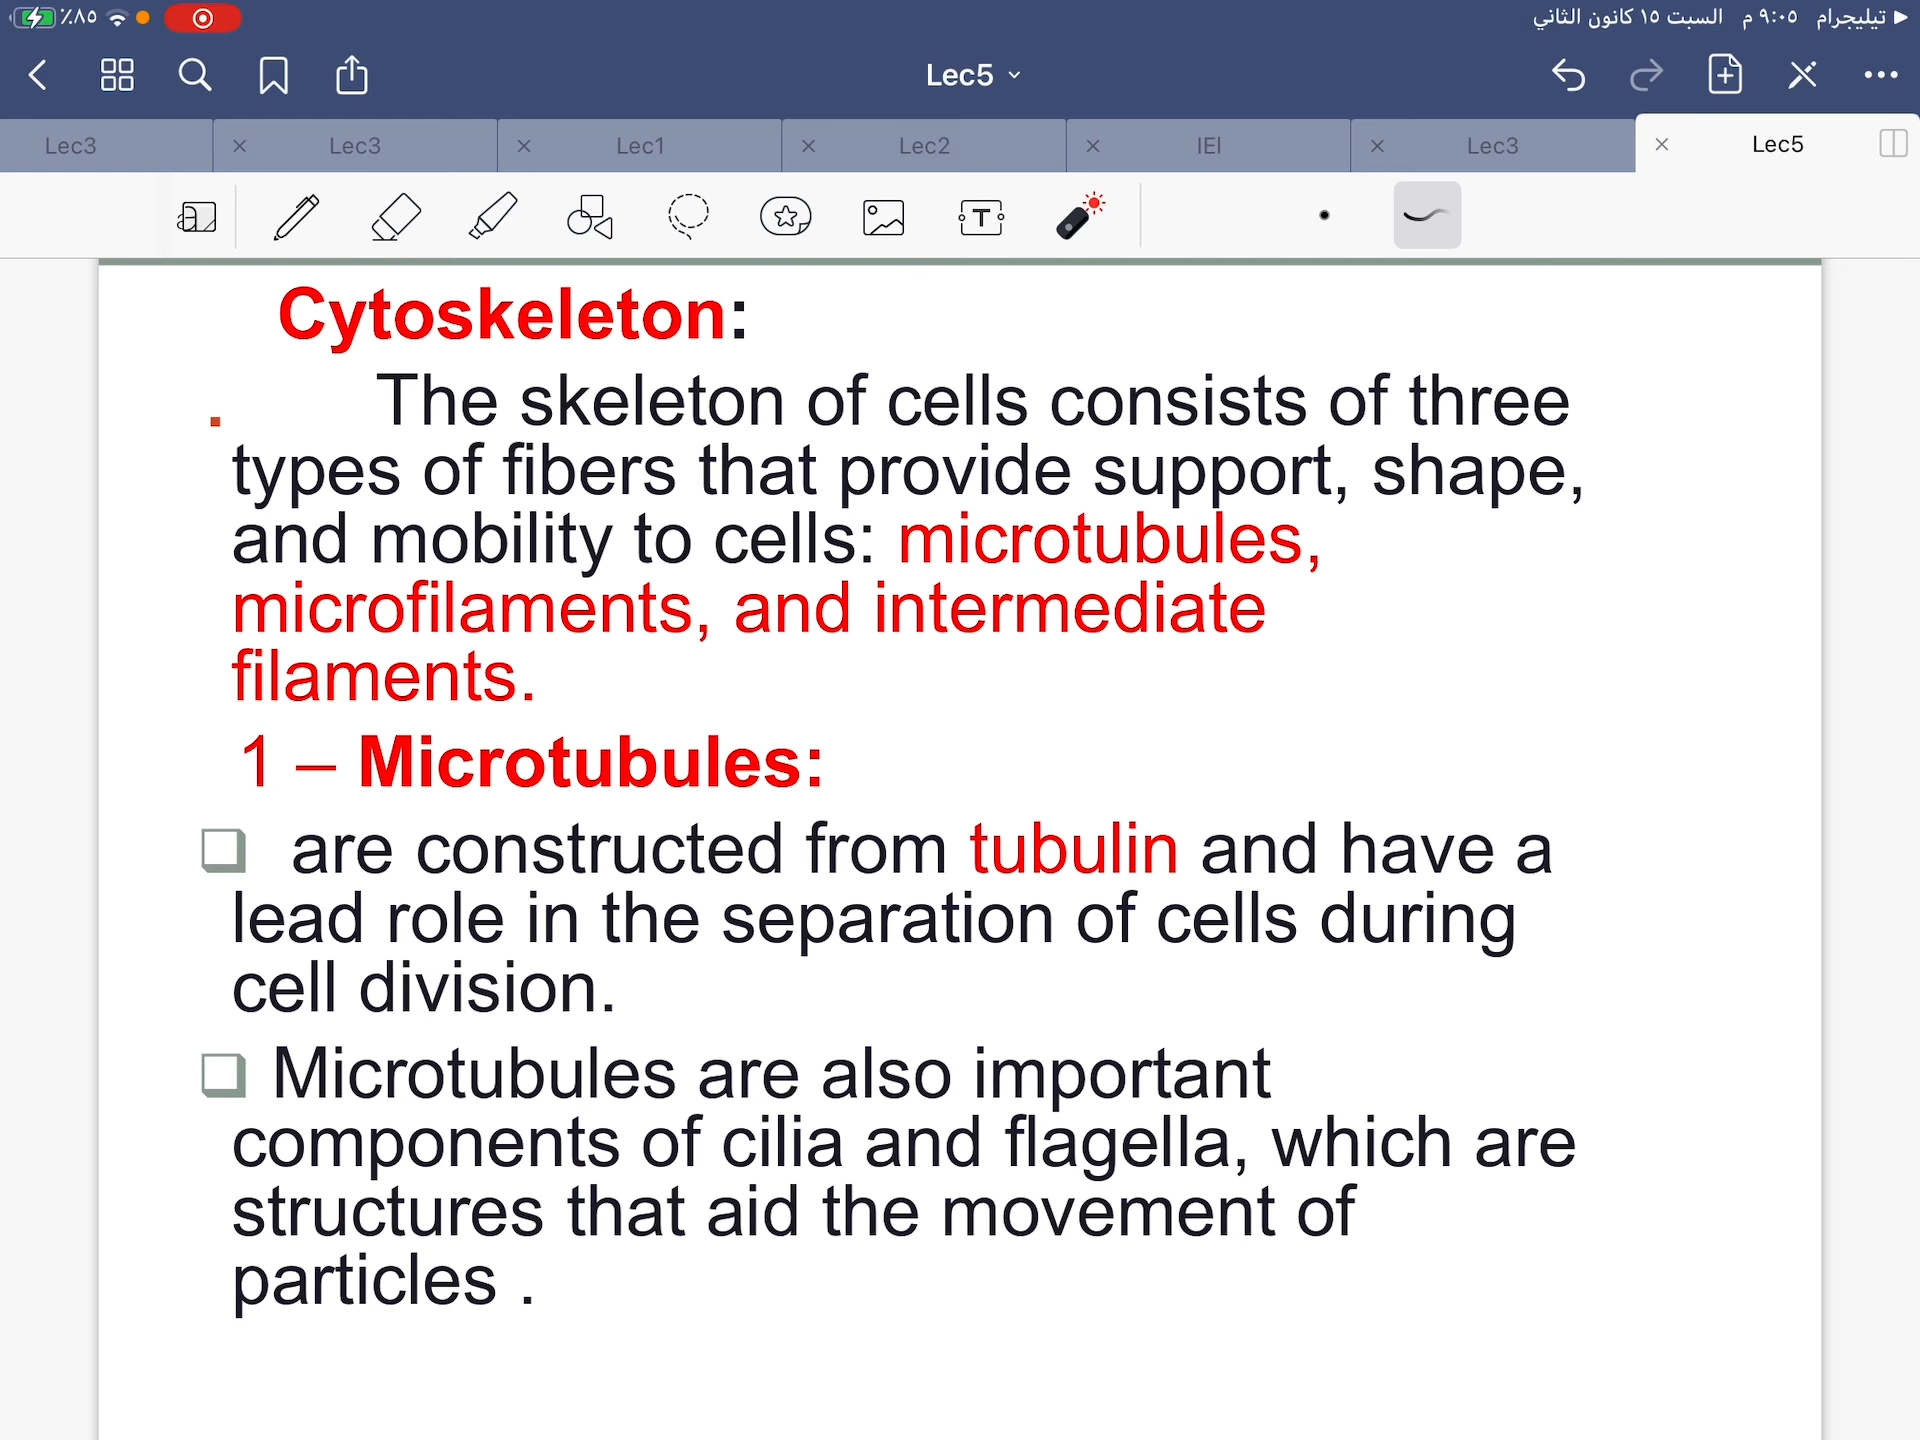 ٪٨٥
◀ تيليجرام ٩:٠٥ م السبت ١٥ كانون الثاني
Lec5
Lec3
Lec3
Lec1
Lec2
IEI
Lec3
Lec5
Cytoskeleton:
The skeleton of cells consists of three
types of fibers that provide support, shape,
and mobility to cells: microtubules,
microfilaments, and intermediate
filaments.
1 – Microtubules:
❑ are constructed from tubulin and have a
lead role in the separation of cells during
cell division.
❑ Microtubules are also important
components of cilia and flagella, which are
structures that aid the movement of
particles .